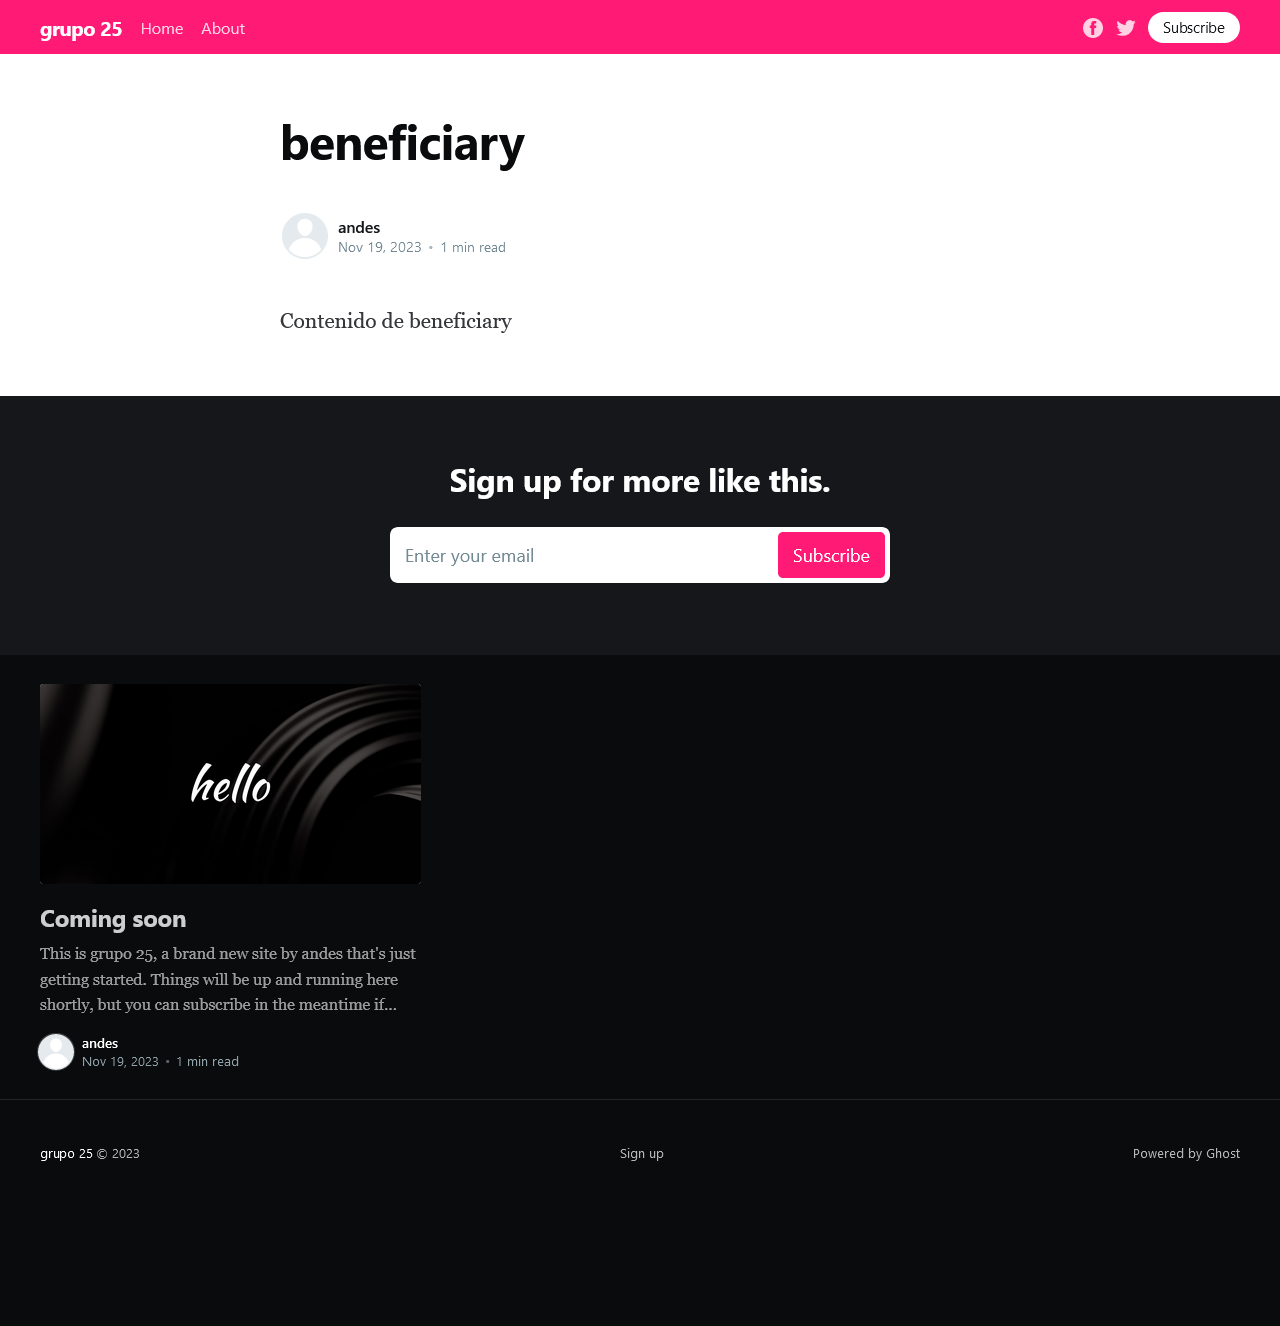 grupo 25 Home About Subscribe
beneficiary
andes
Nov 19, 2023 • 1 min read
Contenido de beneficiary
Sign up for more like this.
Enter your email Subscribe
hello
Coming soon
This is grupo 25, a brand new site by andes that's just
getting started. Things will be up and running here
shortly, but you can subscribe in the meantime if...
andes
Nov 19, 2023 • 1 min read
grupo 25 © 2023 Sign up Powered by Ghost